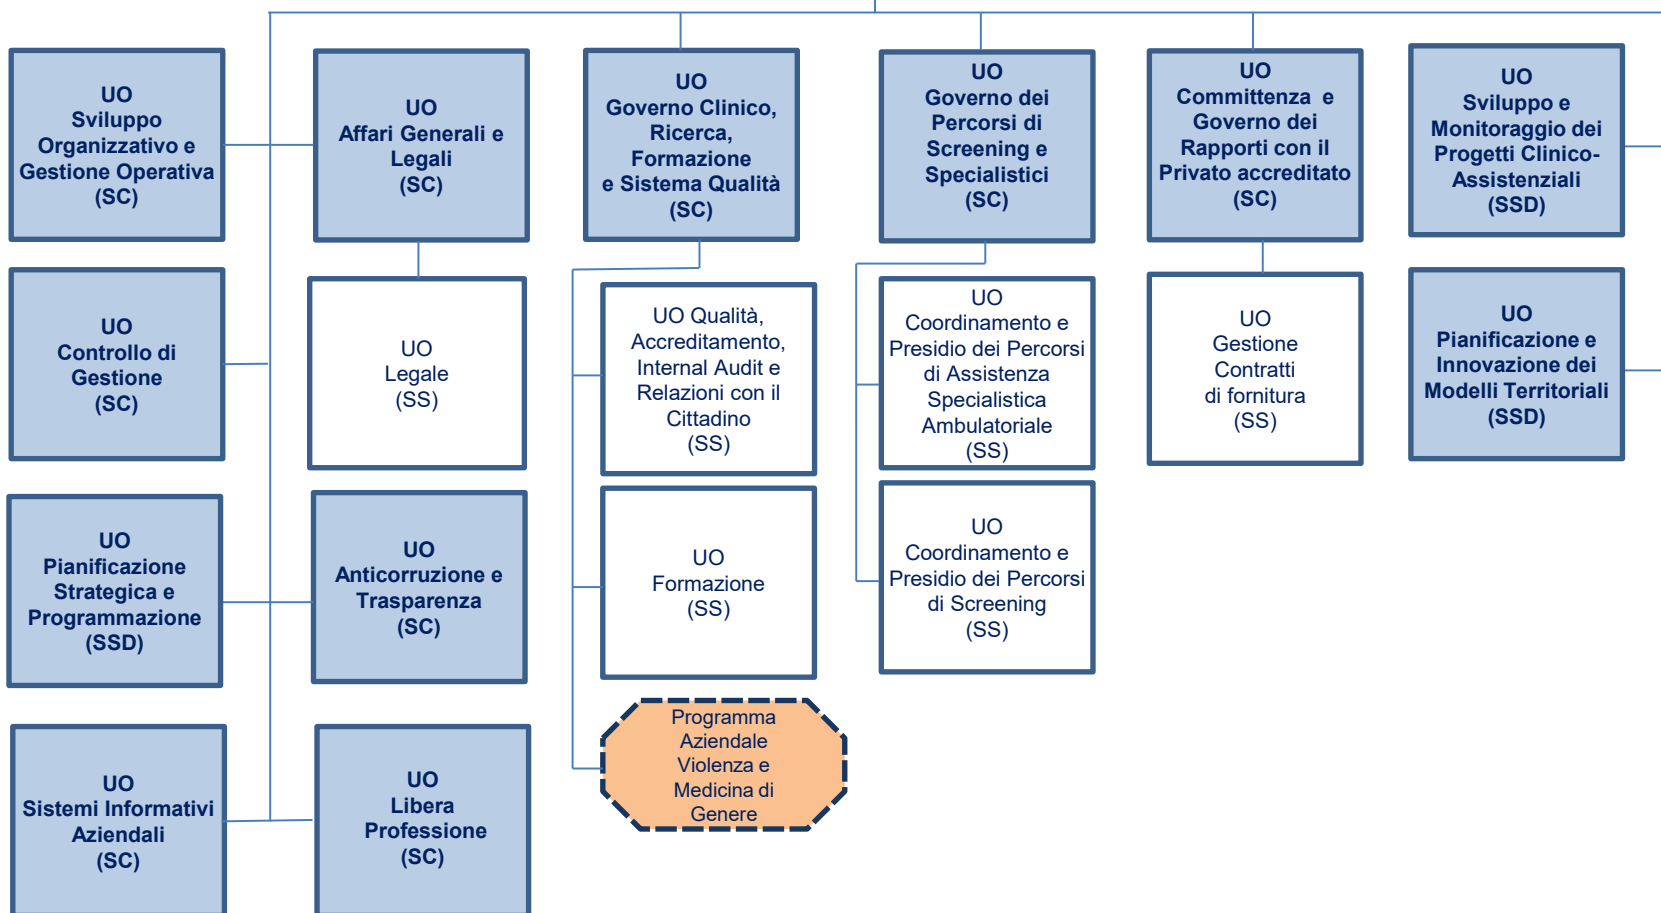 UO
Sviluppo
Organizzativo e
Gestione Operativa
(SC)
UO
Affari Generali e
Legali
(SC)
UO
Governo Clinico,
Ricerca,
Formazione
e Sistema Qualità
(SC)
UO
Governo dei
Percorsi di
Screening e
Specialistici
(SC)
UO
Committenza e
Governo dei
Rapporti con il
Privato accreditato
(SC)
UO
Sviluppo e
Monitoraggio dei
Progetti Clinico-
Assistenziali
(SSD)
UO
Controllo di
Gestione
(SC)
UO
Legale
(SS)
UO Qualità,
Accreditamento,
Internal Audit e
Relazioni con il
Cittadino
(SS)
UO
Coordinamento e
Presidio dei Percorsi
di Assistenza
Specialistica
Ambulatoriale
(SS)
UO
Gestione
Contratti
di fornitura
(SS)
UO
Pianificazione e
Innovazione dei
Modelli Territoriali
(SSD)
UO
Pianificazione
Strategica e
Programmazione
(SSD)
UO
Anticorruzione e
Trasparenza
(SC)
UO
Formazione
(SS)
UO
Coordinamento e
Presidio dei Percorsi
di Screening
(SS)
UO
Sistemi Informativi
Aziendali
(SC)
UO
Libera
Professione
(SC)
Programma
Aziendale
Violenza e
Medicina di
Genere